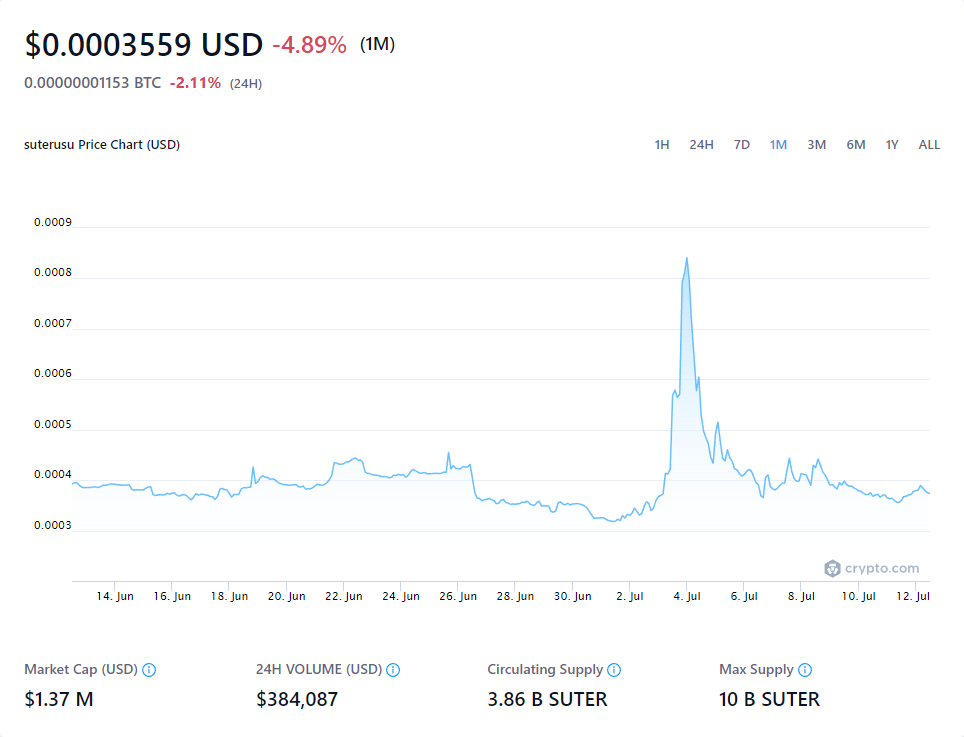 $0.0003559 USD -4.89% (1M)
0.00000001153 BTC -2.11% (24H)
suterusu Price Chart (USD) 1H 24H 7D 1M 3M 6M 1Y ALL
0.0009
0.0008
0.0007
0.0006
0.0005
0.0004
0.0003
crypto.com
14. Jun 16. Jun 18. Jun 20. Jun 22. Jun 24. Jun 26. Jun 28. Jun 30. Jun 2. Jul 4. Jul 6. Jul 8. Jul 10. Jul 12. Jul
Market Cap (USD) 24H VOLUME (USD) Circulating Supply Max Supply
$1.37 M $384,087 3.86 B SUTER 10 B SUTER